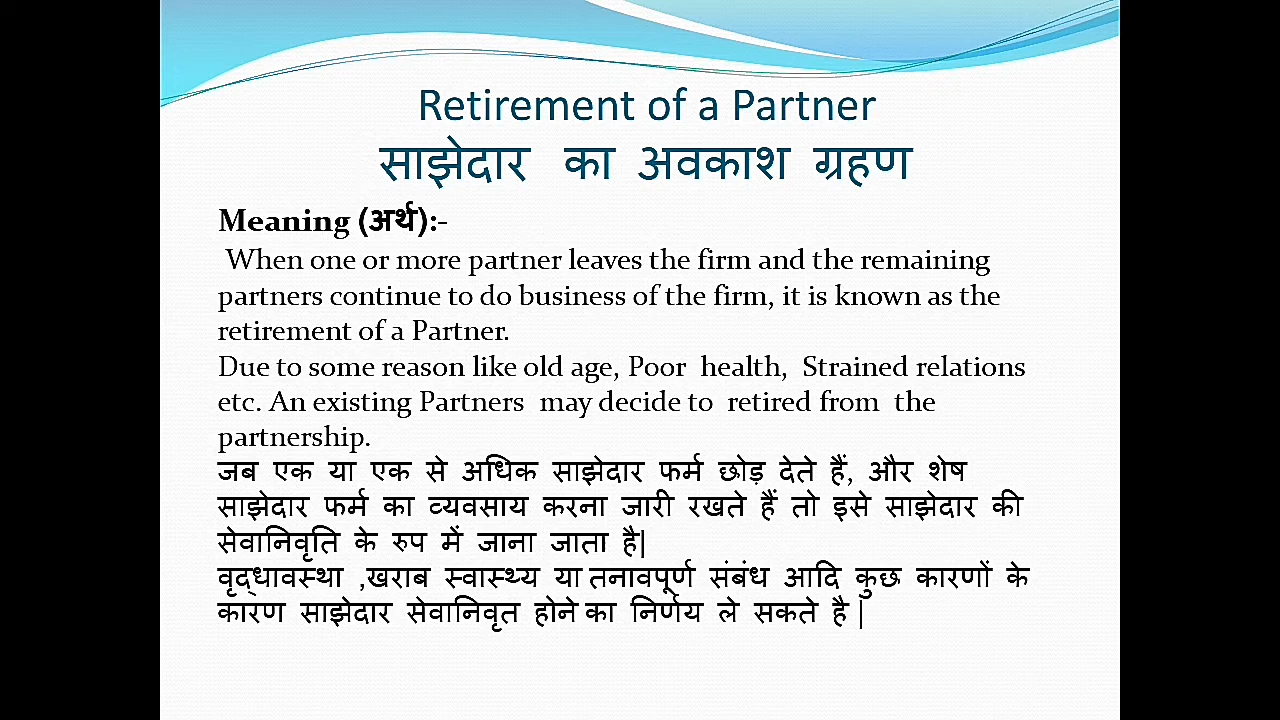 Retirement of a Partner
साझेदार का अवकाश ग्रहण
Meaning (अर्थ):-
When one or more partner leaves the firm and the remaining
partners continue to do business of the firm, it is known as the
retirement of a Partner.
Due to some reason like old age, Poor health, Strained relations
etc. An existing Partners may decide to retired from the
partnership.
जब एक या एक से अधिक साझेदार फर्म छोड़ देते हैं, और शेष
साझेदार फर्म का व्यवसाय करना जारी रखते हैं तो इसे साझेदार की
सेवानिवृति के रुप में जाना जाता है|
वृद्धावस्था ,खराब स्वास्थ्य या तनावपूर्ण संबंध आदि कुछ कारणों के
कारण साझेदार सेवानिवृत होने का निर्णय ले सकते है |